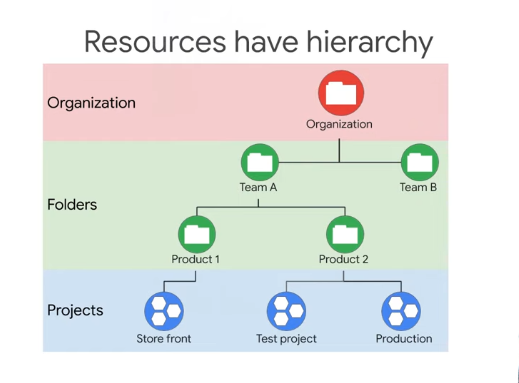 Resources have hierarchy
Organization
Organization
Team A
Team B
Folders
Product 1
Product 2
Projects
Store front
Test project
Production